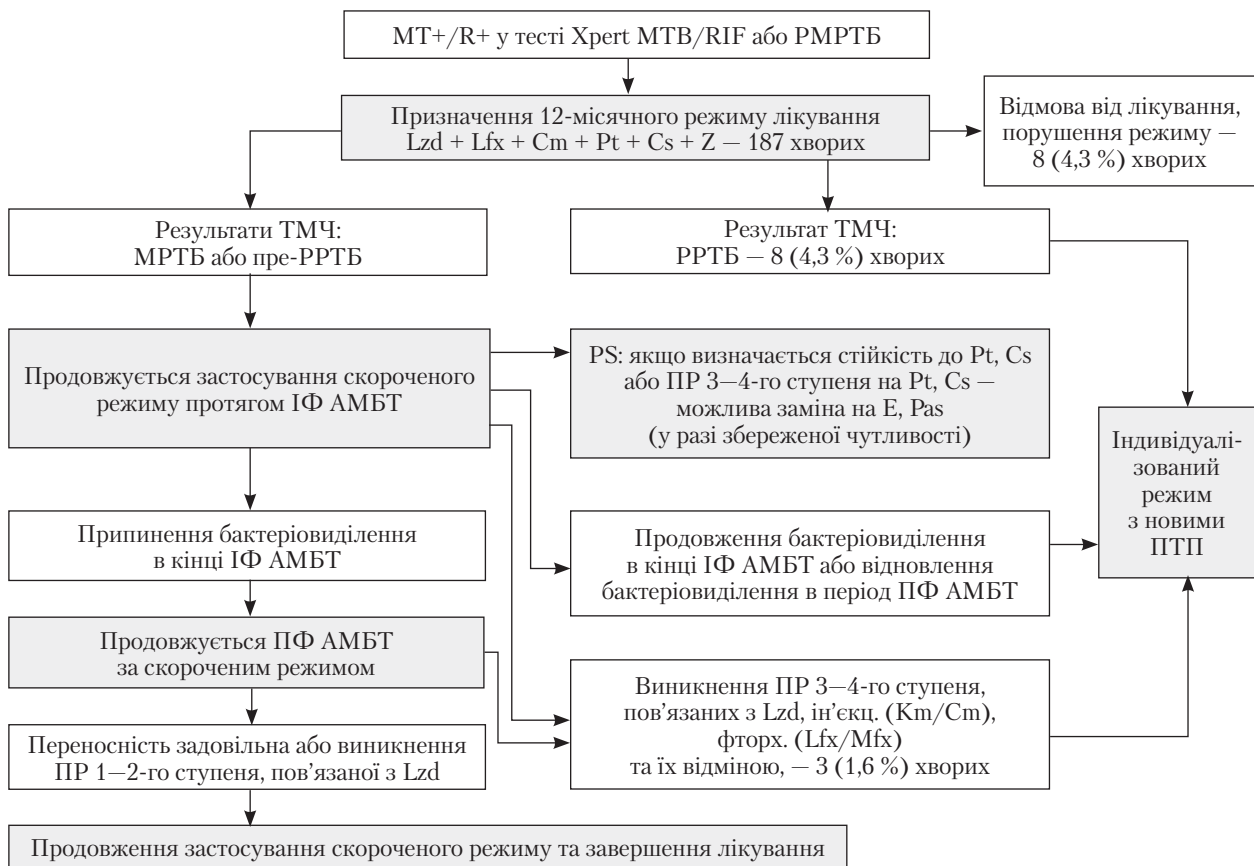 МТ+/R+ у тесті Xpert MTB/RIF або РМРТБ
Призначення 12-місячного режиму лікування
Lzd + Lfx + Cm + Pt + Cs + Z — 187 хворих
Відмова від лікування,
порушення режиму —
8 (4,3 %) хворих
Результати ТМЧ:
МРТБ або пре-РРТБ
Результат ТМЧ:
РРТБ — 8 (4,3 %) хворих
Продовжується застосування скороченого
режиму протягом ІФ АМБТ
PS: якщо визначається стійкість до Pt, Cs
або ПР 3—4-го ступеня на Pt, Cs —
можлива заміна на E, Pas
(у разі збереженої чутливості)
Індивідуалі-
зований
режим
з новими
ПТП
Припинення бактеріовиділення
в кінці ІФ АМБТ
Продовження бактеріовиділення
в кінці ІФ АМБТ або відновлення
бактеріовиділення в період ПФ АМБТ
Продовжується ПФ АМБТ
за скороченим режимом
Виникнення ПР 3—4-го ступеня,
пов'язаних з Lzd, ін'єкц. (Km/Cm),
фторх. (Lfx/Mfx)
та їх відміною, — 3 (1,6 %) хворих
Переносність задовільна або виникнення
ПР 1—2-го ступеня, пов'язаної з Lzd
Продовження застосування скороченого режиму та завершення лікування